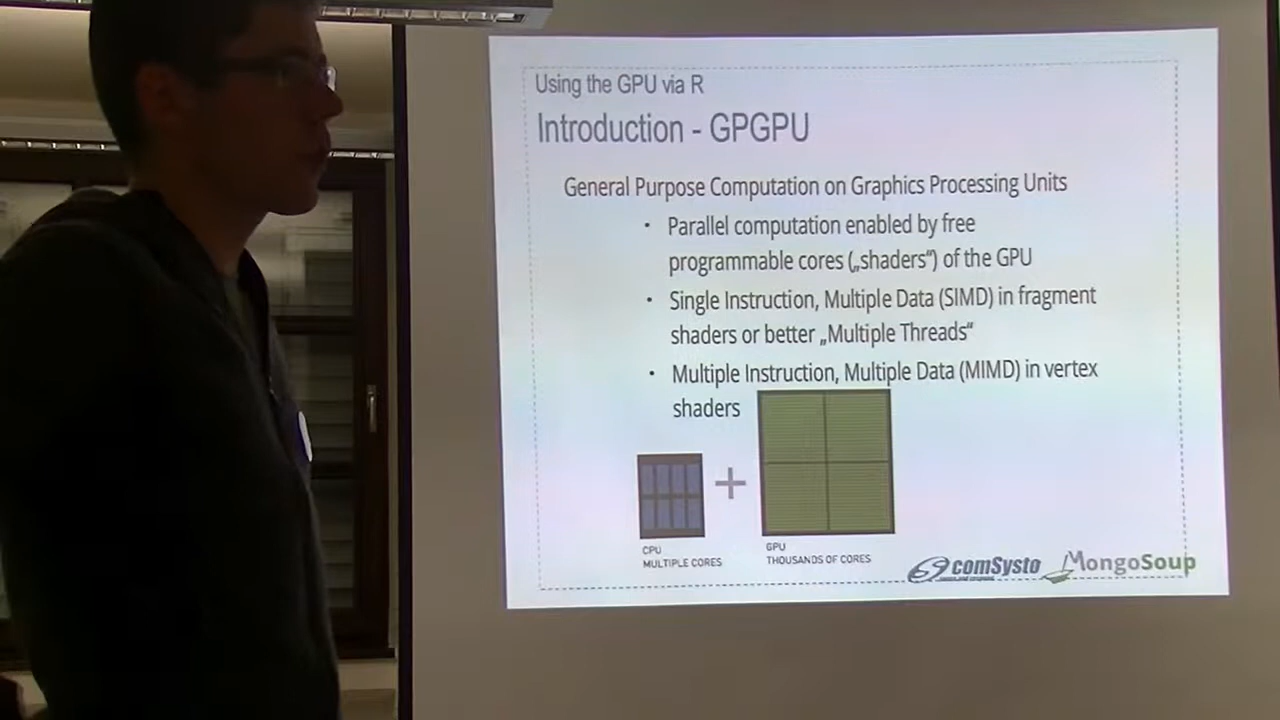 Using the GPU via R
Introduction - GPGPU
General Purpose Computation on Graphics Processing Units
• Parallel computation enabled by free
programmable cores („shaders“) of the GPU
• Single Instruction, Multiple Data (SIMD) in fragment
shaders or better „Multiple Threads“
• Multiple Instruction, Multiple Data (MIMD) in vertex
shaders
+
CPU
MULTIPLE CORES
GPU
THOUSANDS OF CORES
comSysto
MongoSoup